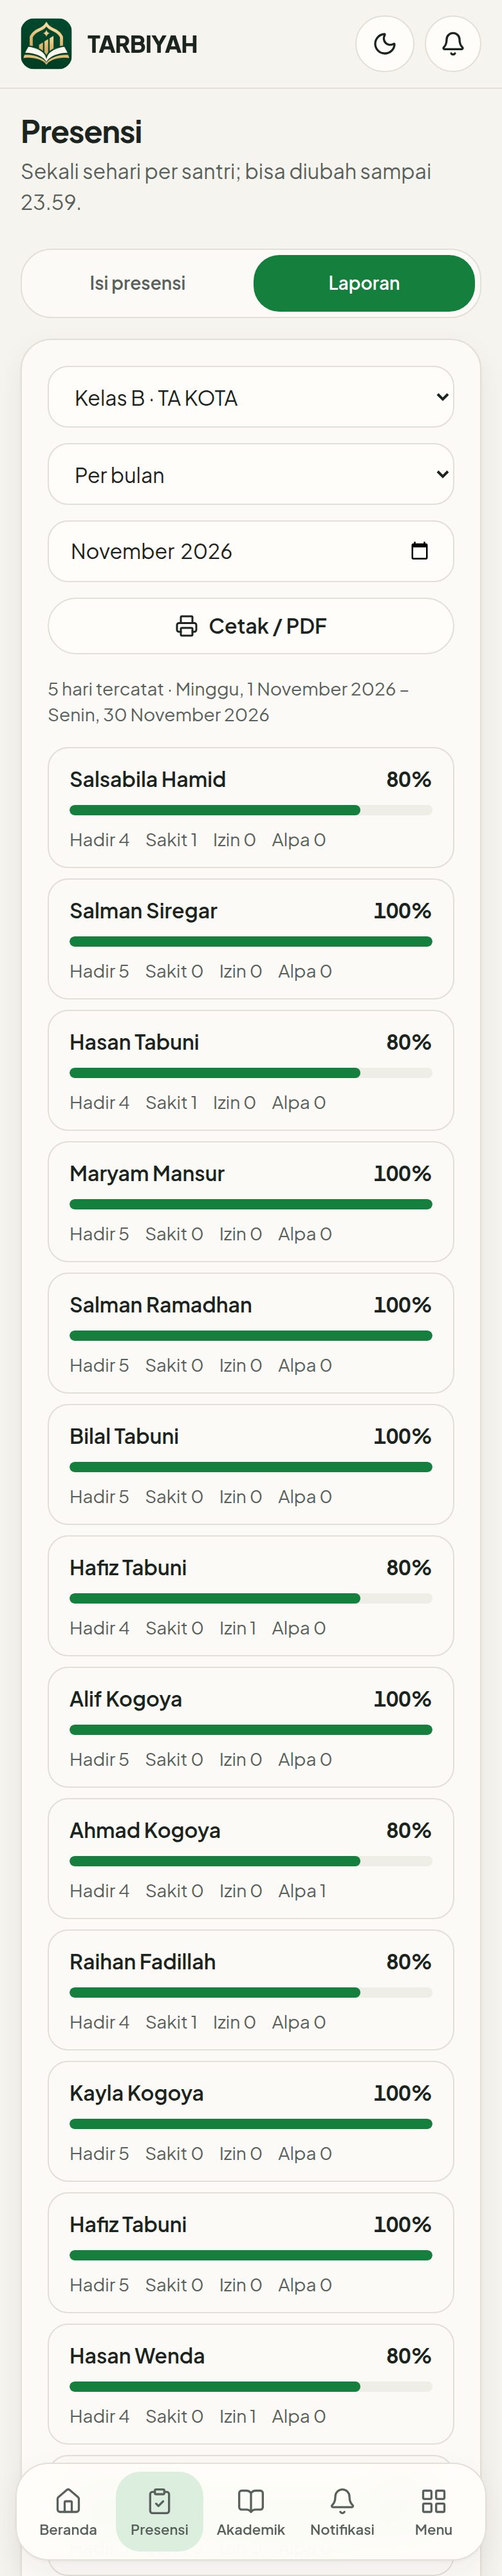 TARBIYAH
Presensi
Sekali sehari per santri; bisa diubah sampai
23.59.
Isi presensi
Laporan
Kelas B · TA KOTA
Per bulan
November 2026
Cetak / PDF
5 hari tercatat · Minggu, 1 November 2026 –
Senin, 30 November 2026
Salsabila Hamid 80%
Hadir 4 Sakit 1 Izin 0 Alpa 0
Salman Siregar 100%
Hadir 5 Sakit 0 Izin 0 Alpa 0
Hasan Tabuni 80%
Hadir 4 Sakit 1 Izin 0 Alpa 0
Maryam Mansur 100%
Hadir 5 Sakit 0 Izin 0 Alpa 0
Salman Ramadhan 100%
Hadir 5 Sakit 0 Izin 0 Alpa 0
Bilal Tabuni 100%
Hadir 5 Sakit 0 Izin 0 Alpa 0
Hafiz Tabuni 80%
Hadir 4 Sakit 0 Izin 1 Alpa 0
Alif Kogoya 100%
Hadir 5 Sakit 0 Izin 0 Alpa 0
Ahmad Kogoya 80%
Hadir 4 Sakit 0 Izin 0 Alpa 1
Raihan Fadillah 80%
Hadir 4 Sakit 1 Izin 0 Alpa 0
Kayla Kogoya 100%
Hadir 5 Sakit 0 Izin 0 Alpa 0
Hafiz Tabuni 100%
Hadir 5 Sakit 0 Izin 0 Alpa 0
Hasan Wenda 80%
Hadir 4 Sakit 0 Izin 1 Alpa 0
Beranda Presensi Akademik Notifikasi Menu